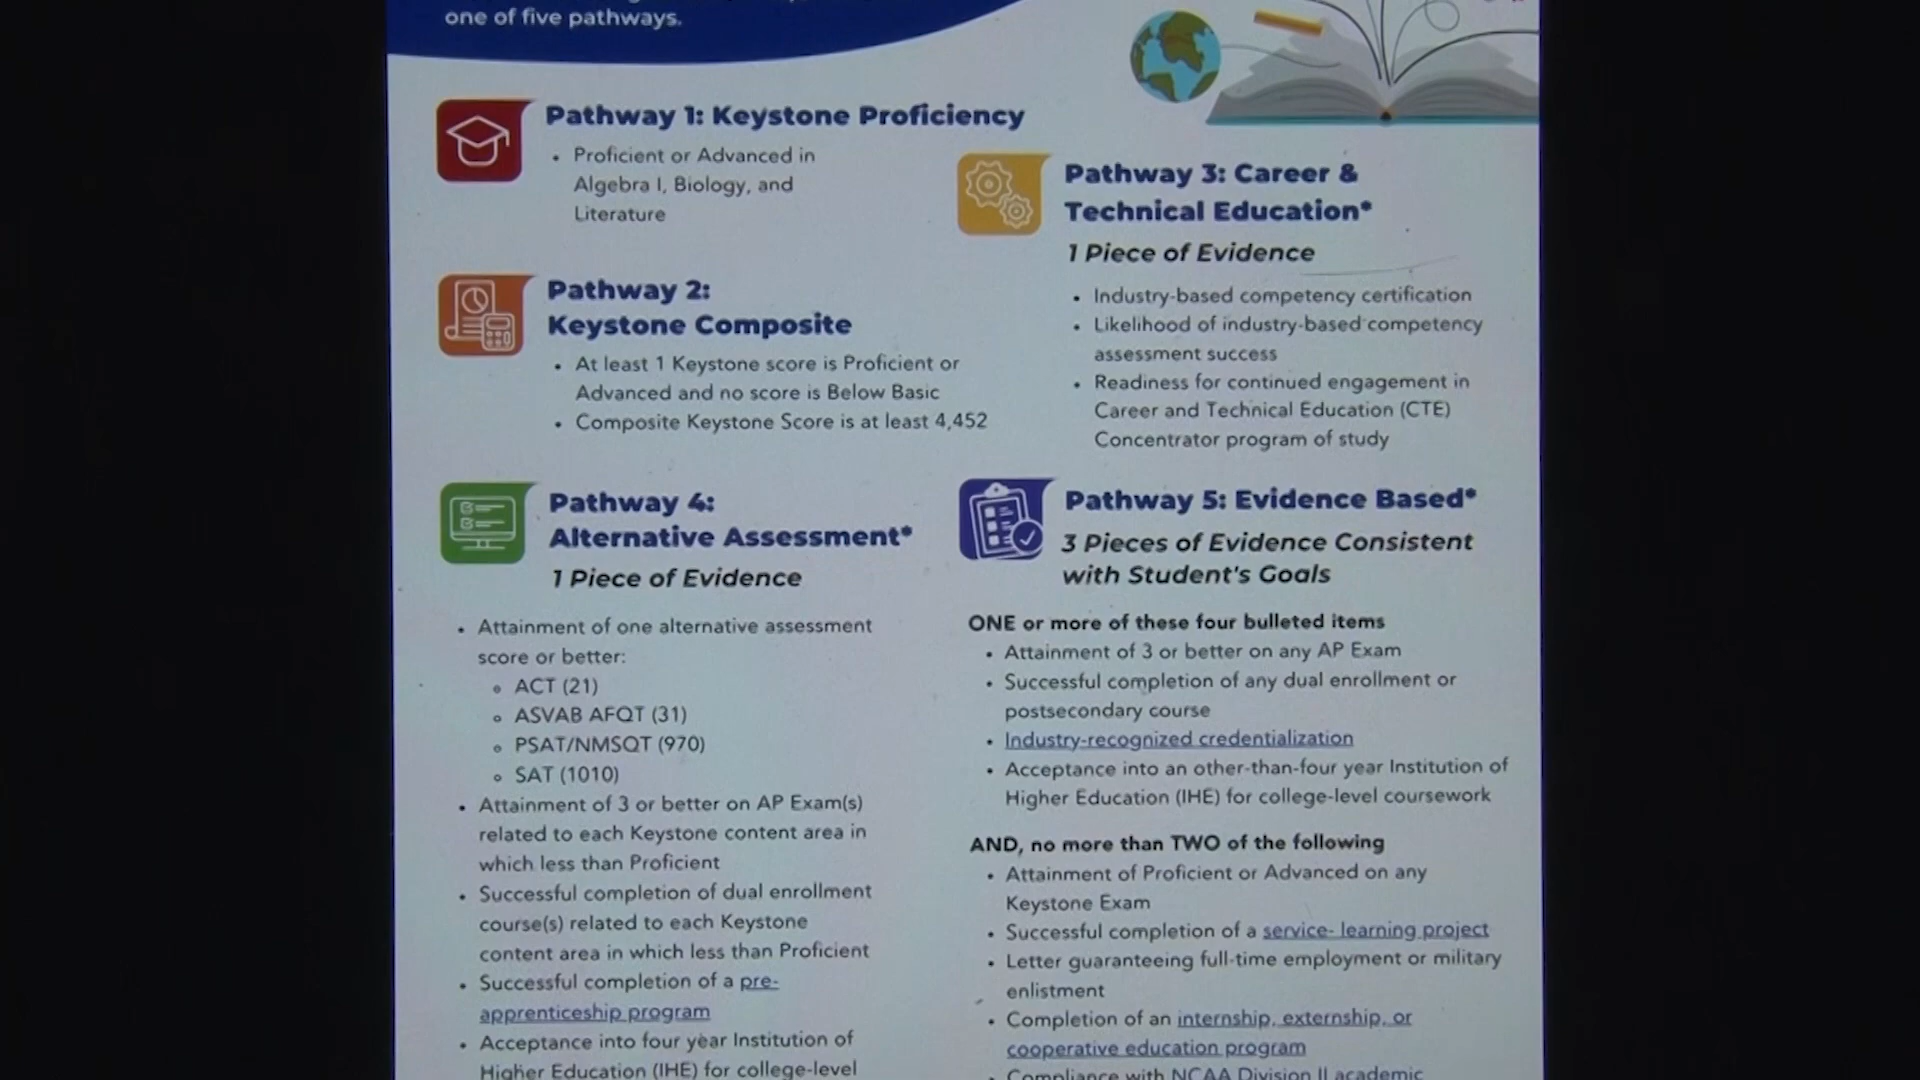 one of five pathways.
Pathway 1: Keystone Proficiency
• Proficient or Advanced in
Algebra I, Biology, and
Literature
Pathway 2:
Keystone Composite
• At least 1 Keystone score is Proficient or
Advanced and no score is Below Basic
• Composite Keystone Score is at least 4,452
Pathway 3: Career &
Technical Education*
1 Piece of Evidence
• Industry-based competency certification
• Likelihood of industry-based competency
assessment success
• Readiness for continued engagement in
Career and Technical Education (CTE)
Concentrator program of study
Pathway 4:
Alternative Assessment*
1 Piece of Evidence
• Attainment of one alternative assessment
score or better:
ACT (21)
ASVAB AFQT (31)
PSAT/NMSQT (970)
SAT (1010)
• Attainment of 3 or better on AP Exam(s)
related to each Keystone content area in
which less than Proficient
• Successful completion of dual enrollment
course(s) related to each Keystone
content area in which less than Proficient
• Successful completion of a pre-
apprenticeship program
• Acceptance into four year Institution of
Higher Education (IHE) for college-level
Pathway 5: Evidence Based*
3 Pieces of Evidence Consistent
with Student's Goals
ONE or more of these four bulleted items
• Attainment of 3 or better on any AP Exam
• Successful completion of any dual enrollment or
postsecondary course
• Industry-recognized credentialization
• Acceptance into an other-than-four year Institution of
Higher Education (IHE) for college-level coursework
AND, no more than TWO of the following
• Attainment of Proficient or Advanced on any
Keystone Exam
• Successful completion of a service- learning project
• Letter guaranteeing full-time employment or military
enlistment
• Completion of an internship, externship, or
cooperative education program
• Compliance with NCAA Division II academic